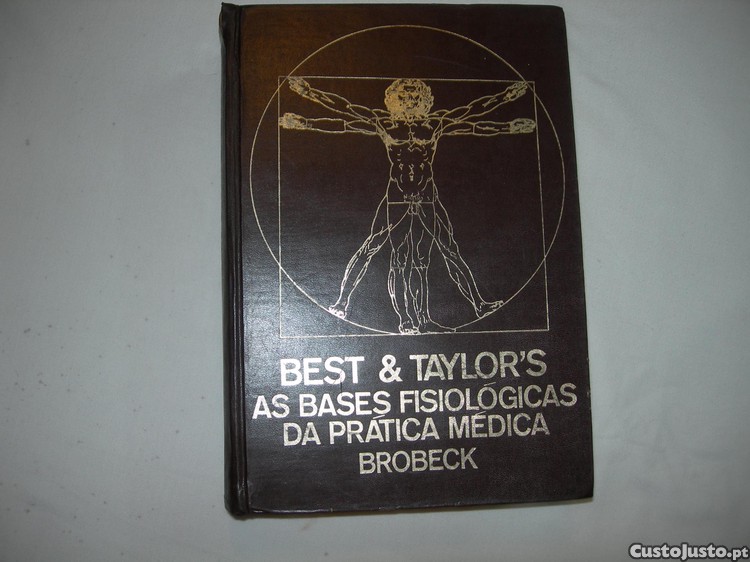 BEST & TAYLOR'S
AS BASES FISIOLÓGICAS
DA PRÁTICA MÉDICA
BROBECK
CustoJusto.pt